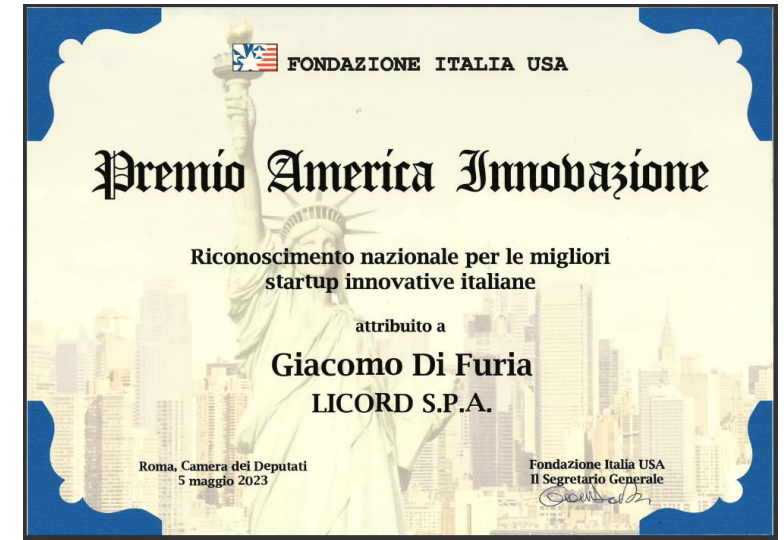 FONDAZIONE ITALIA USA
Premio America Innovazione
Riconoscimento nazionale per le migliori
startup innovative italiane
attribuito a
Giacomo Di Furia
LICORD S.P.A.
Roma, Camera dei Deputati
5 maggio 2023
Fondazione Italia USA
Il Segretario Generale